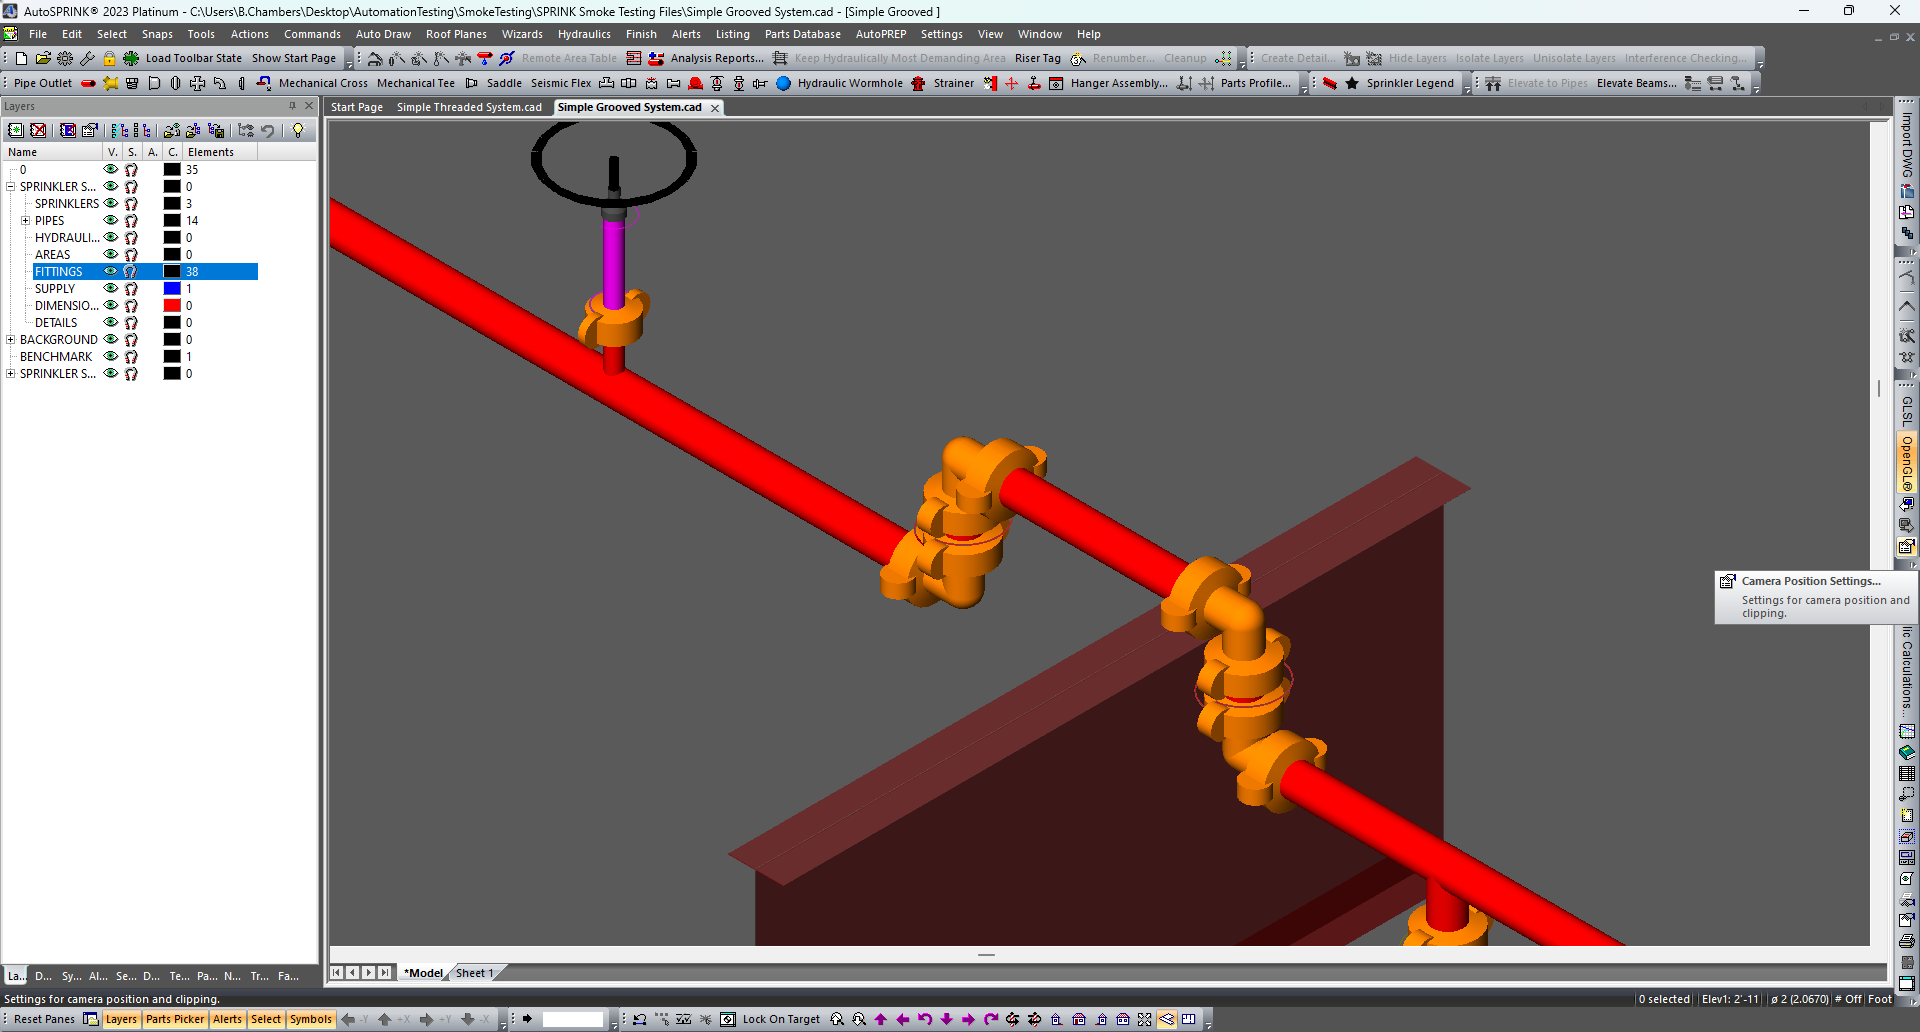 AutoSPRINK® 2023 Platinum - C:\Users\B.Chambers\Desktop\AutomationTesting\SmokeTesting\SPRINK Smoke Testing Files\Simple Grooved System.cad - [Simple Grooved ]
File Edit Select Snaps Tools Actions Commands Auto Draw Roof Planes Wizards Hydraulics Finish Alerts Listing Parts Database AutoPREP Settings View Window Help
Load Toolbar State Show Start Page Remote Area Table Analysis Reports... Keep Hydraulically Most Demanding Area Riser Tag Renumber... Cleanup Create Detail... Hide Layers Isolate Layers Unisolate Layers Interference Checking...
Pipe Outlet Mechanical Cross Mechanical Tee Saddle Seismic Flex Hydraulic Wormhole Strainer Hanger Assembly... Parts Profile... Sprinkler Legend Elevate to Pipes Elevate Beams...
Layers
Start Page Simple Threaded System.cad Simple Grooved System.cad
Name V. S. A. C. Elements
0 35
SPRINKLER S... 0
SPRINKLERS 3
PIPES 14
HYDRAULI... 0
AREAS 0
FITTINGS 38
SUPPLY 1
DIMENSIO... 0
DETAILS 0
BACKGROUND 0
BENCHMARK 1
SPRINKLER S... 0
Import DWG
GLSL
OpenGL®
Camera Position Settings...
Settings for camera position and
clipping.
lic Calculations...
La... D... Sy... Al... Se... D... Te... Pa... N... Tr... Fa...
*Model Sheet 1
Settings for camera position and clipping.
0 selected Elev1: 2'-11 ø 2 (2.0670) # Off Foot
Reset Panes Layers Parts Picker Alerts Select Symbols -Y +X +Y -X Lock On Target